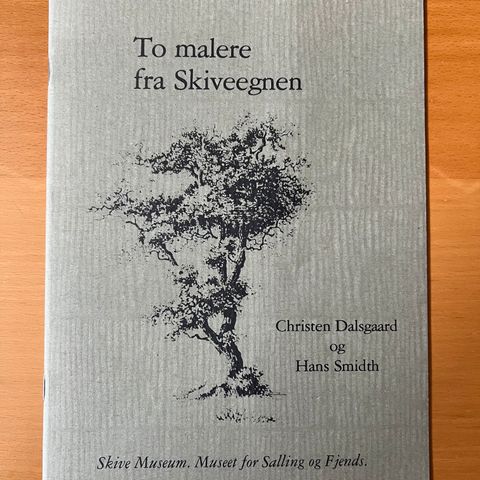 To malere
fra Skiveegnen
Christen Dalsgaard
og
Hans Smidth
Skive Museum. Museet for Salling og Fjends.